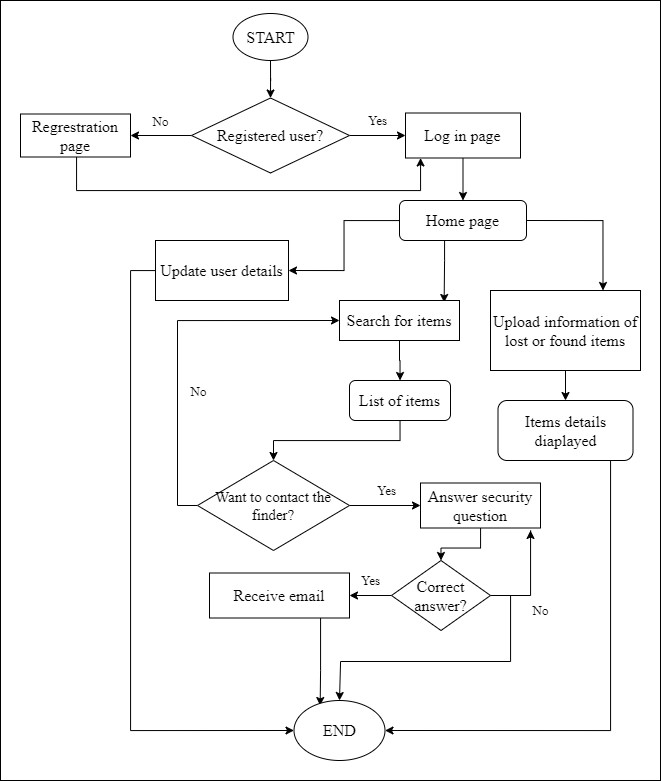 START
Registered user?
No
Yes
Regrestration
page
Log in page
Home page
Update user details
Search for items
Upload information of
lost or found items
No
List of items
Items details
diaplayed
Want to contact the
finder?
Yes
Answer security
question
Receive email
Yes
Correct
answer?
No
END